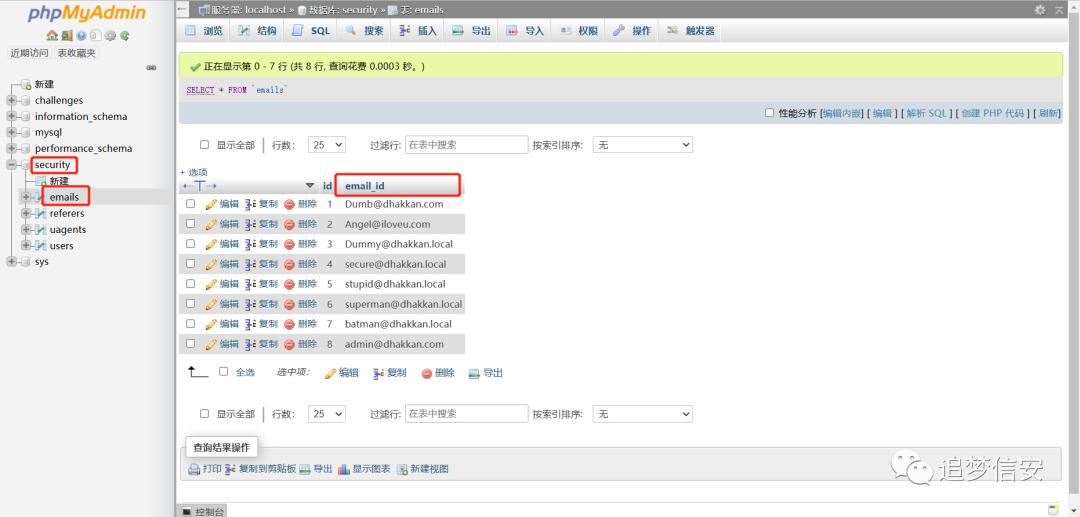 phpMyAdmin
近期访问 表收藏夹
新建
challenges
information_schema
mysql
performance_schema
security
新建
emails
referers
uagents
users
sys
服务器: localhost » 数据库: security » 表: emails
浏览 结构 SQL 搜索 插入 导出 导入 权限 操作 触发器
正在显示第 0 - 7 行 (共 8 行, 查询花费 0.0003 秒。)
SELECT * FROM `emails`
性能分析 [编辑内嵌] [ 编辑 ] [ 解析 SQL ] [ 创建 PHP 代码 ] [ 刷新]
显示全部 行数: 25 过滤行: 在表中搜索 按索引排序: 无
+ 选项
←T→ id email_id
编辑 复制 删除 1 Dumb@dhakkan.com
编辑 复制 删除 2 Angel@iloveu.com
编辑 复制 删除 3 Dummy@dhakkan.local
编辑 复制 删除 4 secure@dhakkan.local
编辑 复制 删除 5 stupid@dhakkan.local
编辑 复制 删除 6 superman@dhakkan.local
编辑 复制 删除 7 batman@dhakkan.local
编辑 复制 删除 8 admin@dhakkan.com
全选 选中项: 编辑 复制 删除 导出
显示全部 行数: 25 过滤行: 在表中搜索 按索引排序: 无
查询结果操作
打印 复制到剪贴板 导出 显示图表 新建视图
追梦信安
控制台